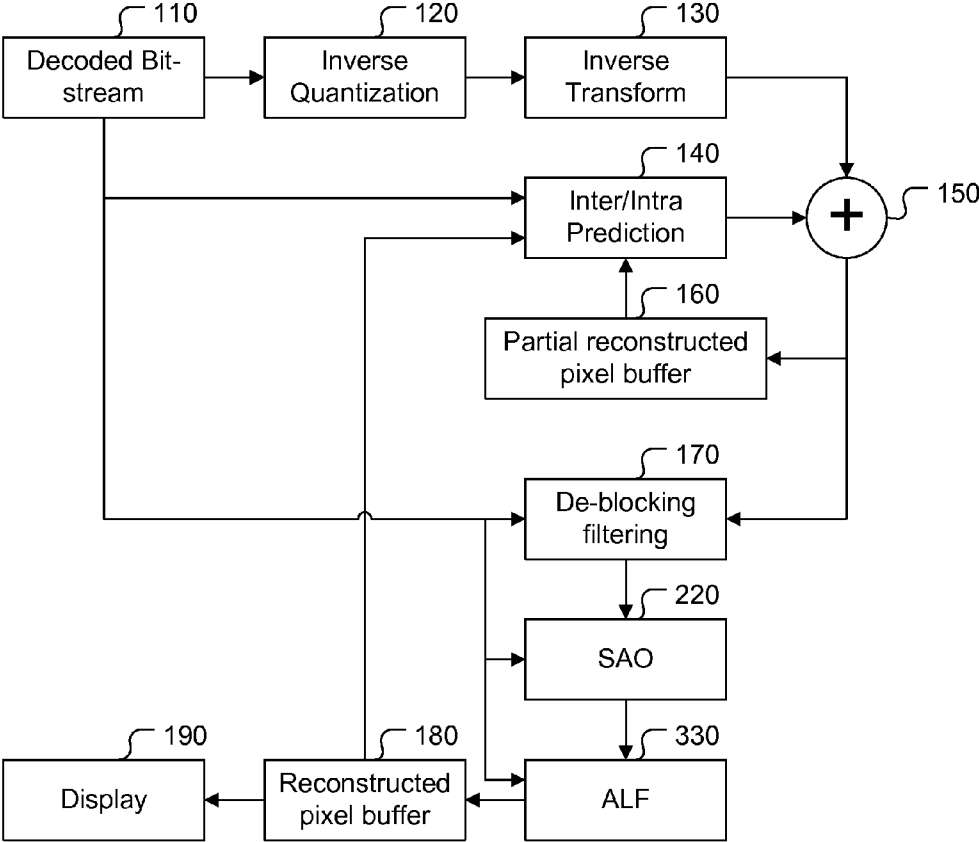 110
120
130
Decoded Bit-
stream
Inverse
Quantization
Inverse
Transform
140
Inter/Intra
Prediction
+
150
160
Partial reconstructed
pixel buffer
170
De-blocking
filtering
220
SAO
190
180
330
Display
Reconstructed
pixel buffer
ALF